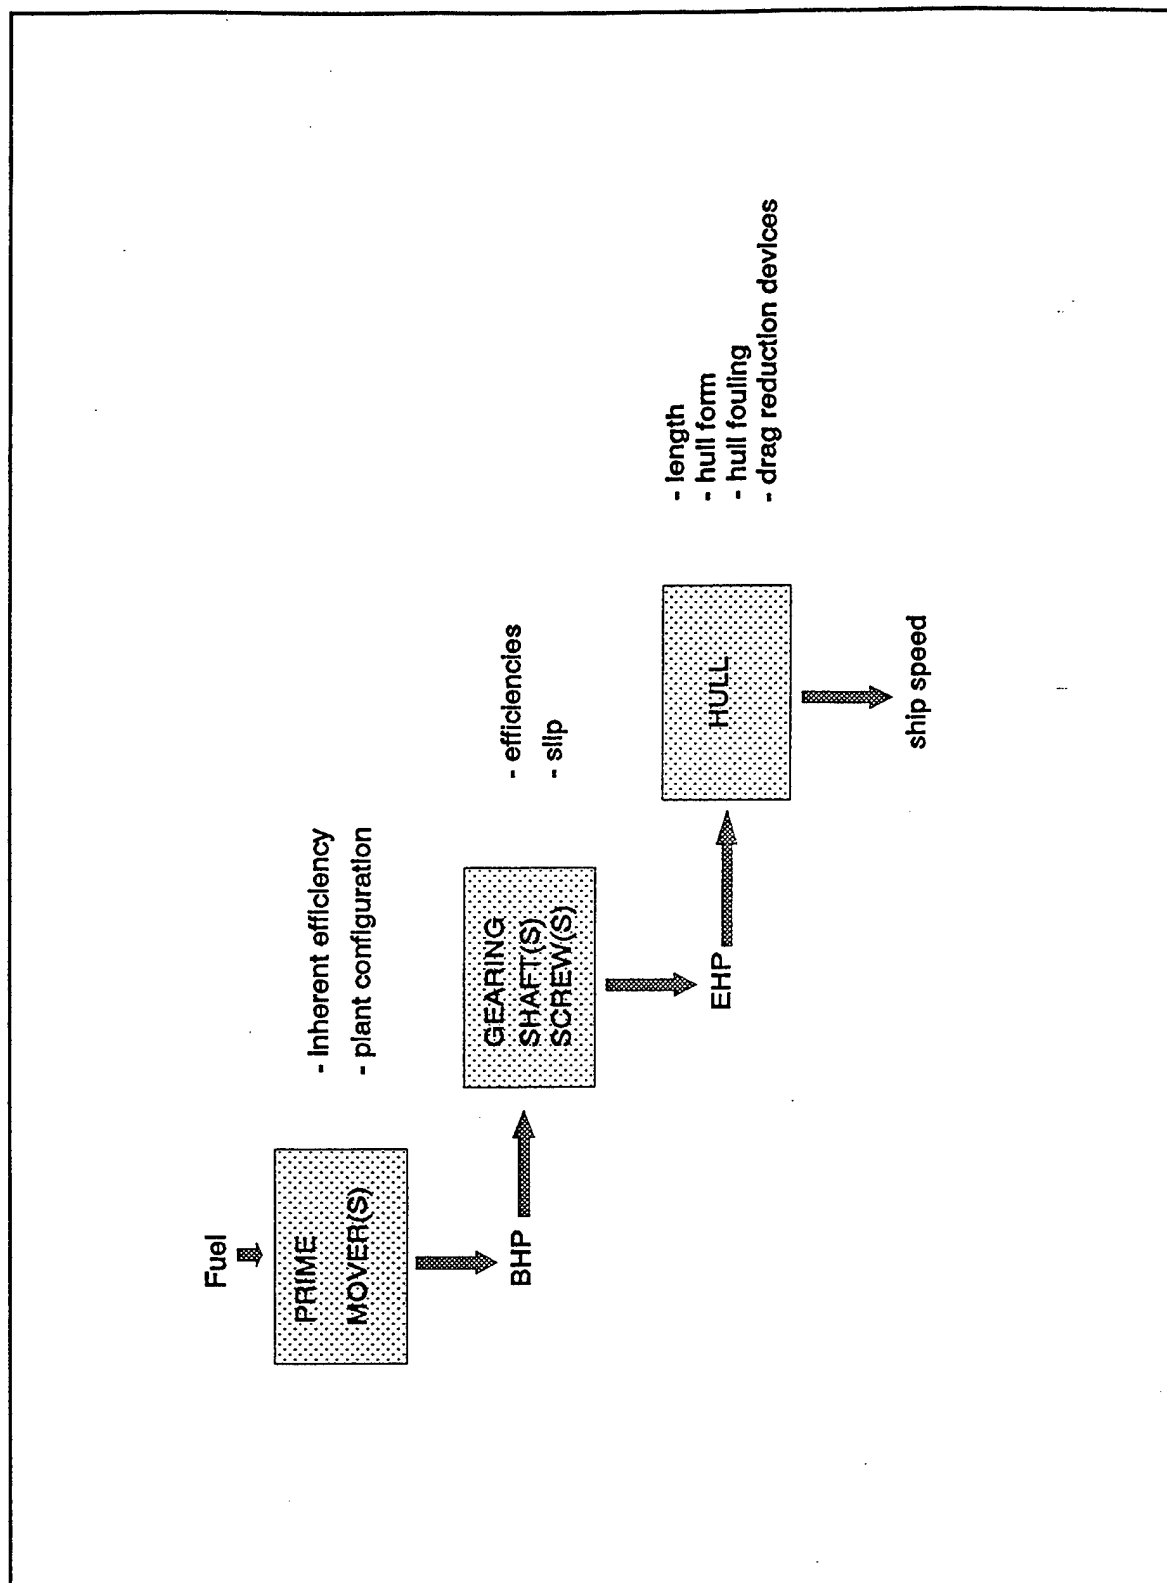 Fuel
PRIME
MOVER(S)
- Inherent efficiency
- plant configuration
BHP
GEARING
SHAFT(S)
SCREW(S)
- efficiencies
- slip
EHP
HULL
- length
- hull form
- hull fouling
- drag reduction devices
ship speed